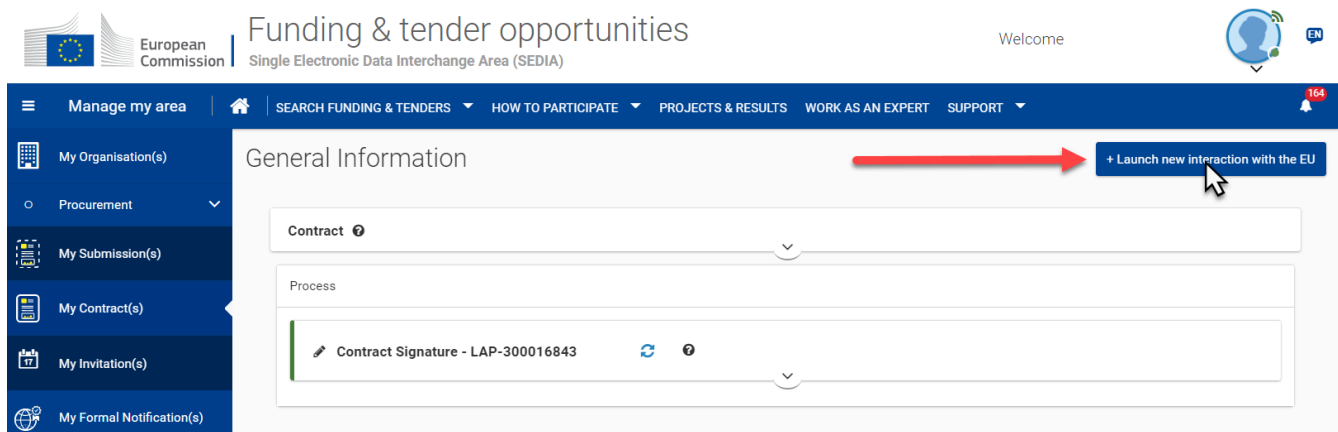 European
Commission
Funding & tender opportunities
Single Electronic Data Interchange Area (SEDIA)
Welcome
EN
Manage my area
SEARCH FUNDING & TENDERS
HOW TO PARTICIPATE
PROJECTS & RESULTS
WORK AS AN EXPERT
SUPPORT
164
My Organisation(s)
Procurement
My Submission(s)
My Contract(s)
17
My Invitation(s)
My Formal Notification(s)
General Information
+ Launch new interaction with the EU
Contract
Process
Contract Signature - LAP-300016843